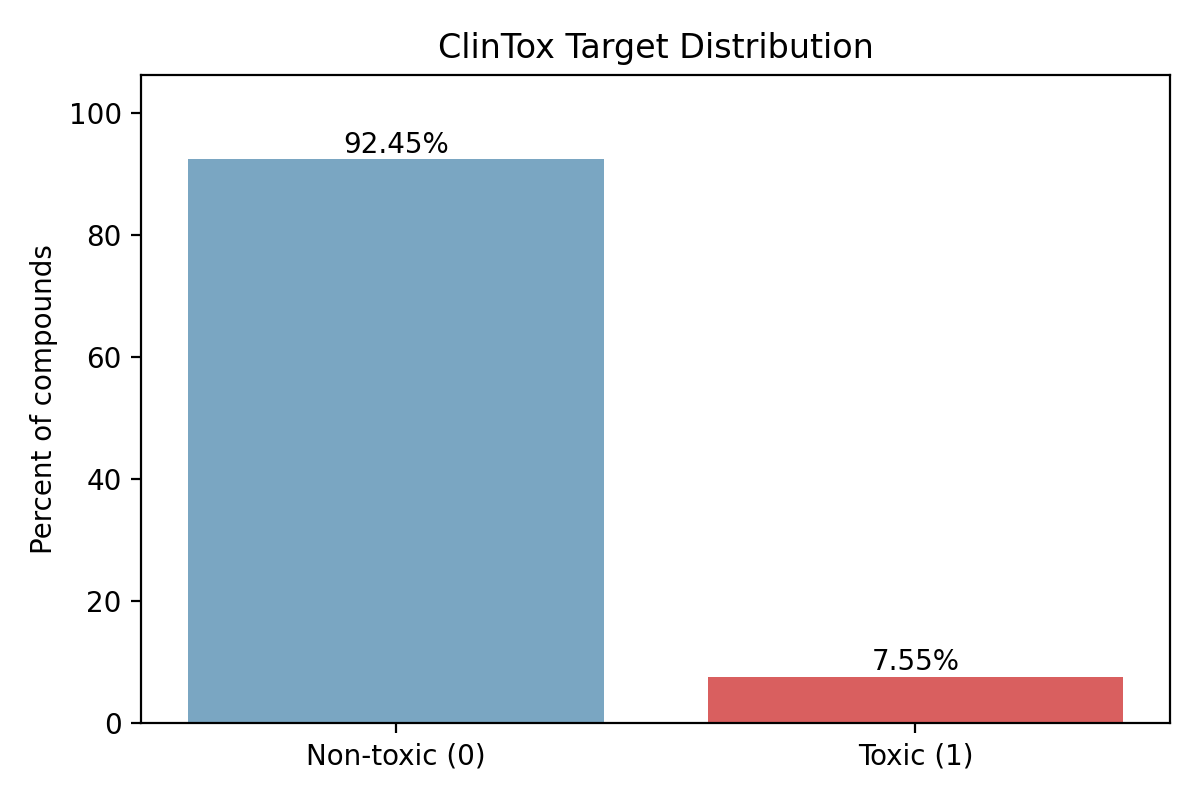 ClinTox Target Distribution
100
80
60
40
20
0
Percent of compounds
92.45%
7.55%
Non-toxic (0)
Toxic (1)